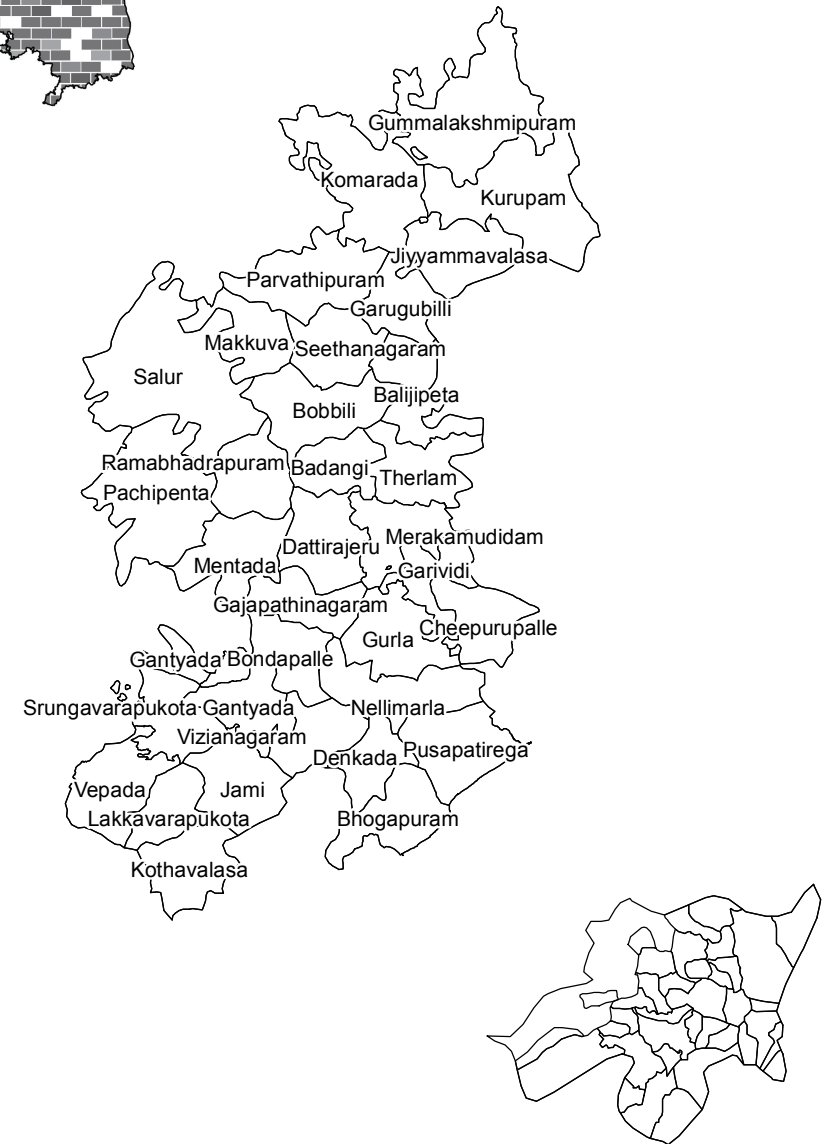 Gummalakshmipuram
Komarada
Kurupam
Jiyyammavalasa
Parvathipuram
Garugubilli
Makkuva
Seethanagaram
Salur
Balijipeta
Bobbili
Ramabhadrapuram
Badangi
Therlam
Pachipenta
Merakamudidam
Dattirajeru
Mentada
Garividi
Gajapathinagaram
Cheepurupalle
Gurla
Gantyada
Bondapalle
Srungavarapukota
Gantyada
Nellimarla
Vizianagaram
Denkada
Pusapatirega
Vepada
Jami
Lakkavarapukota
Bhogapuram
Kothavalasa